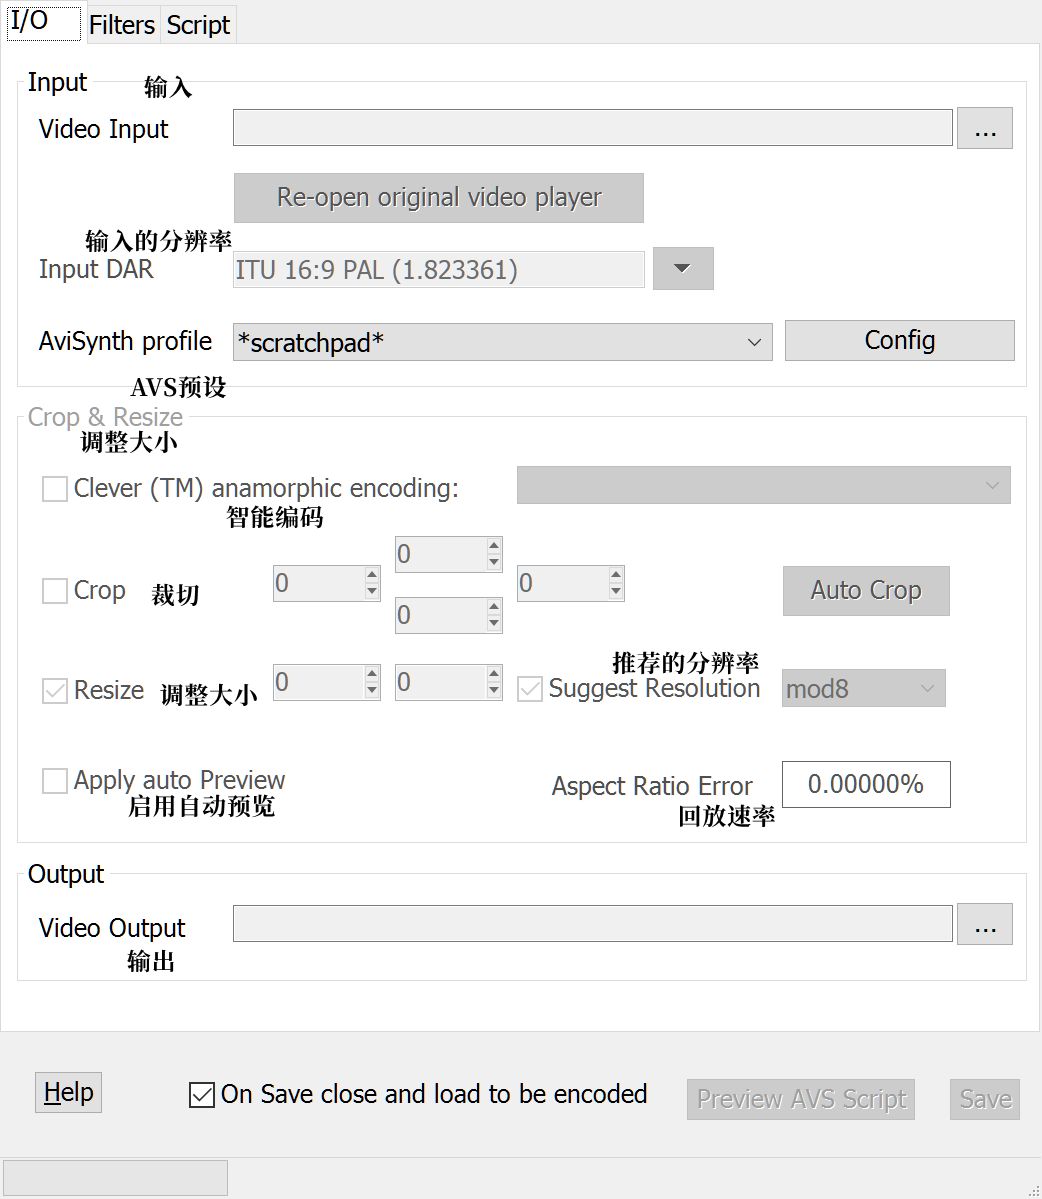 I/O Filters Script
Input 输入
Video Input ...
Re-open original video player
输入的分辨率
Input DAR ITU 16:9 PAL (1.823361)
AviSynth profile *scratchpad* Config
AVS预设
Crop & Resize
调整大小
Clever (TM) anamorphic encoding:
智能编码
0
Crop 裁切 0 0 Auto Crop
0
推荐的分辨率
Resize 调整大小 0 0 Suggest Resolution mod8
Apply auto Preview Aspect Ratio Error 0.00000%
启用自动预览 回放速率
Output
Video Output ...
输出
Help On Save close and load to be encoded Preview AVS Script Save